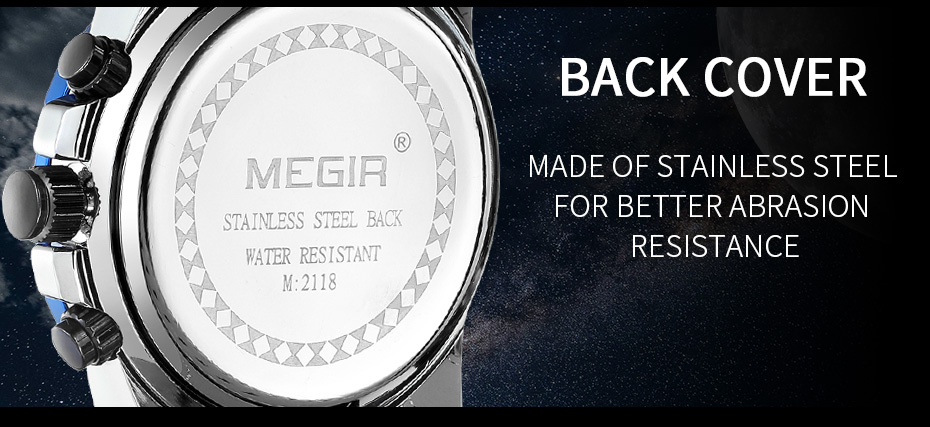 BACK COVER
MADE OF STAINLESS STEEL
FOR BETTER ABRASION
RESISTANCE
MEGIR®
STAINLESS STEEL BACK
WATER RESISTANT
M:2118